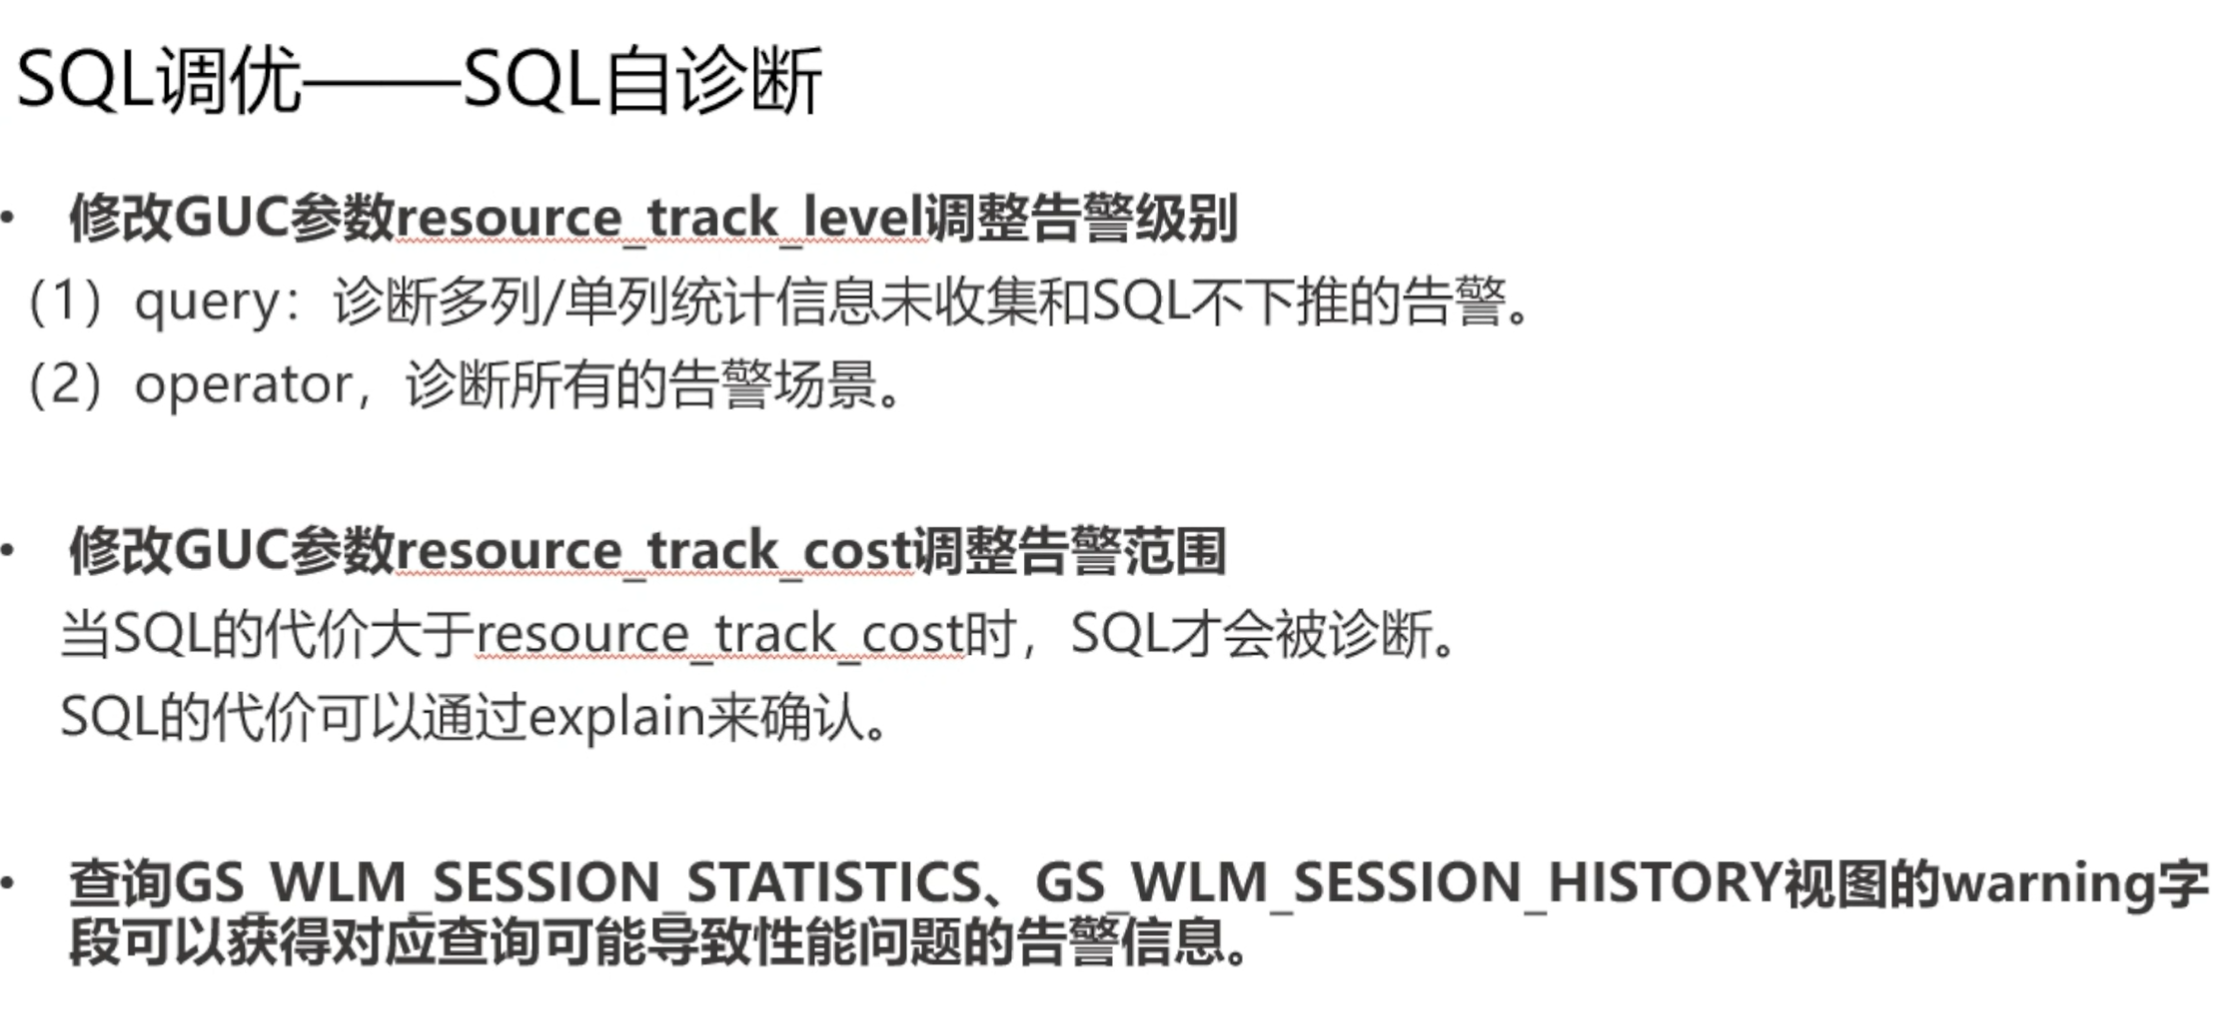 SQL调优——SQL自诊断
• 修改GUC参数resource_track_level调整告警级别
（1）query：诊断多列/单列统计信息未收集和SQL不下推的告警。
（2）operator，诊断所有的告警场景。
• 修改GUC参数resource_track_cost调整告警范围
当SQL的代价大于resource_track_cost时，SQL才会被诊断。
SQL的代价可以通过explain来确认。
• 查询GS_WLM_SESSION_STATISTICS、GS_WLM_SESSION_HISTORY视图的warning字
段可以获得对应查询可能导致性能问题的告警信息。